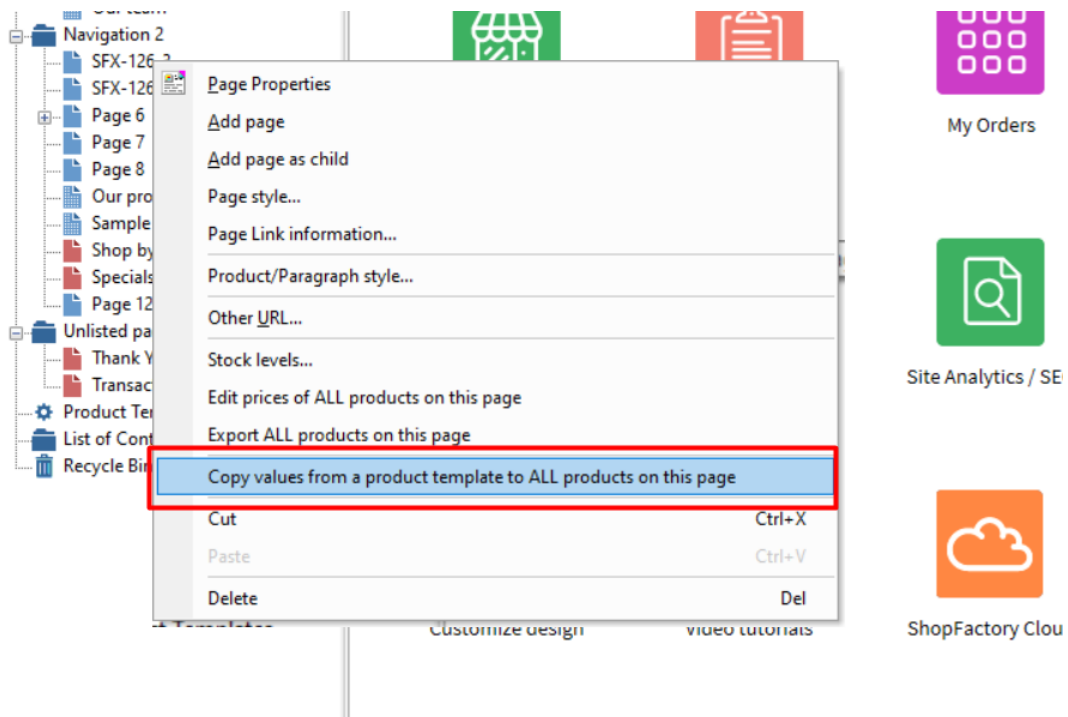 Our team
Navigation 2
SFX-126
SFX-126
Page 6
Page 7
Page 8
Our pro
Sample
Shop by
Specials
Page 12
Unlisted pa
Thank Y
Transac
Product Ter
List of Cont
Recycle Bin
Page Properties
Add page
Add page as child
Page style...
Page Link information...
Product/Paragraph style...
Other URL...
Stock levels...
Edit prices of ALL products on this page
Export ALL products on this page
Copy values from a product template to ALL products on this page
Cut Ctrl+X
Paste Ctrl+V
Delete Del
My Orders
Site Analytics / SE
Customize design
Video tutorials
ShopFactory Clou